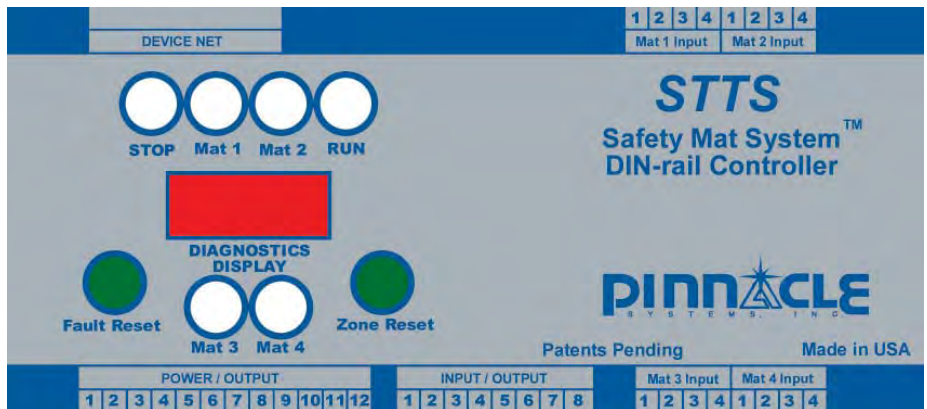 1 2 3 4 1 2 3 4
DEVICE NET
Mat 1 Input Mat 2 Input
STTS
Safety Mat System™
DIN-rail Controller
STOP Mat 1 Mat 2 RUN
DIAGNOSTICS
DISPLAY
Fault Reset
Zone Reset
Mat 3 Mat 4
PINNACLE
SYSTEMS, INC.
Patents Pending
Made in USA
POWER / OUTPUT
INPUT / OUTPUT
Mat 3 Input Mat 4 Input
1 2 3 4 5 6 7 8 9 10 11 12
1 2 3 4 5 6 7 8
1 2 3 4 1 2 3 4